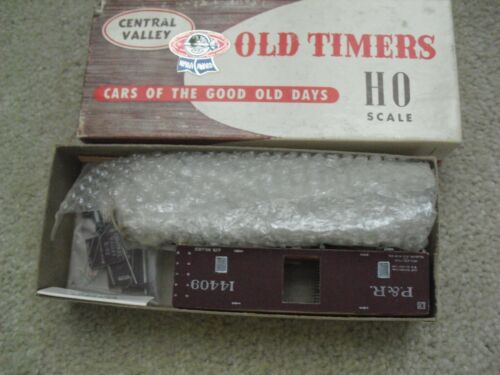 CENTRAL
VALLEY
OLD TIMERS
CARS OF THE GOOD OLD DAYS
HO
SCALE
P.&R.
14409